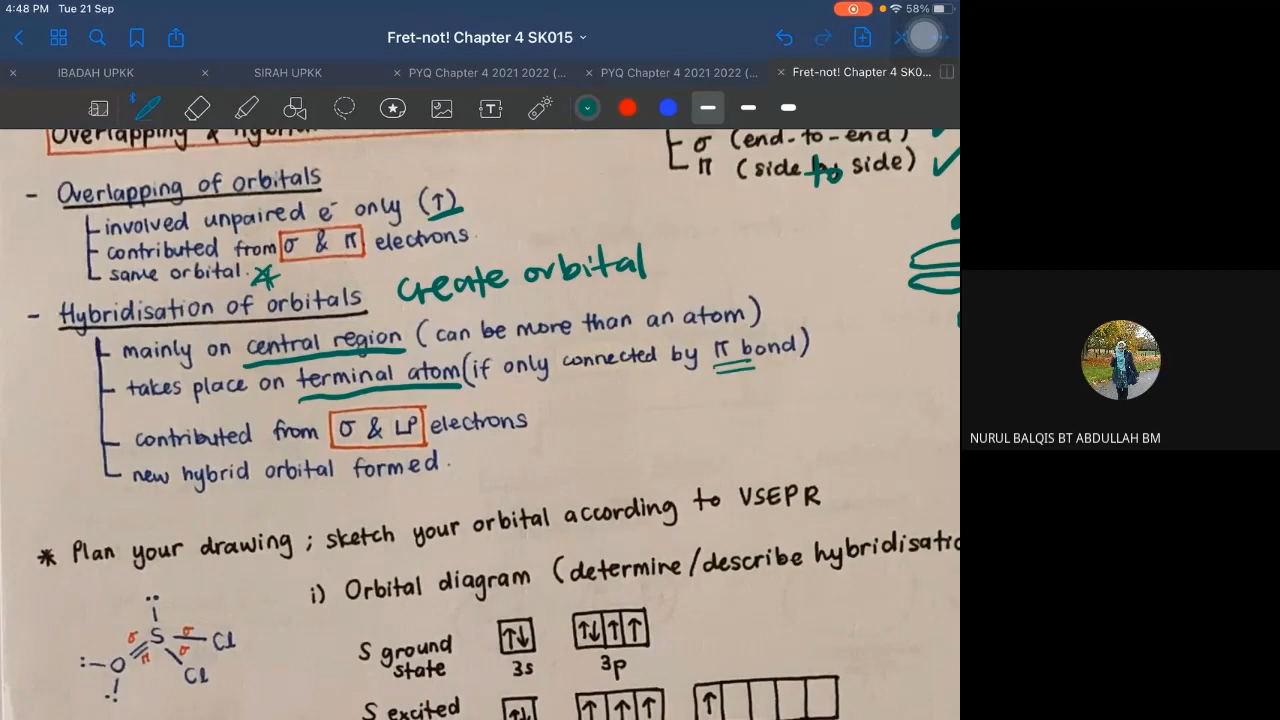 4:48 PM Tue 21 Sep
58%
Fret-not! Chapter 4 SK015
IBADAH UPKK
SIRAH UPKK
PYQ Chapter 4 2021 2022 (...
PYQ Chapter 4 2021 2022 (...
Fret-not! Chapter 4 SK0...
Overlapping &
σ (end-to-end)
π (side to side)
- Overlapping of orbitals
involved unpaired e⁻ only (↑)
contributed from σ & π electrons
same orbital.
create orbital
- Hybridisation of orbitals
mainly on central region (can be more than an atom)
takes place on terminal atom (if only connected by π bond)
contributed from σ & LP electrons
new hybrid orbital formed.
* Plan your drawing ; sketch your orbital according to VSEPR
i) Orbital diagram (determine/describe hybridisatio
S ground state
↑↓ ↑↓ ↑ ↑
3s 3p
S excited
↑↓ ↑ ↑ ↑ ↑
S
σ σ Cl
O π σ
Cl
NURUL BALQIS BT ABDULLAH BM